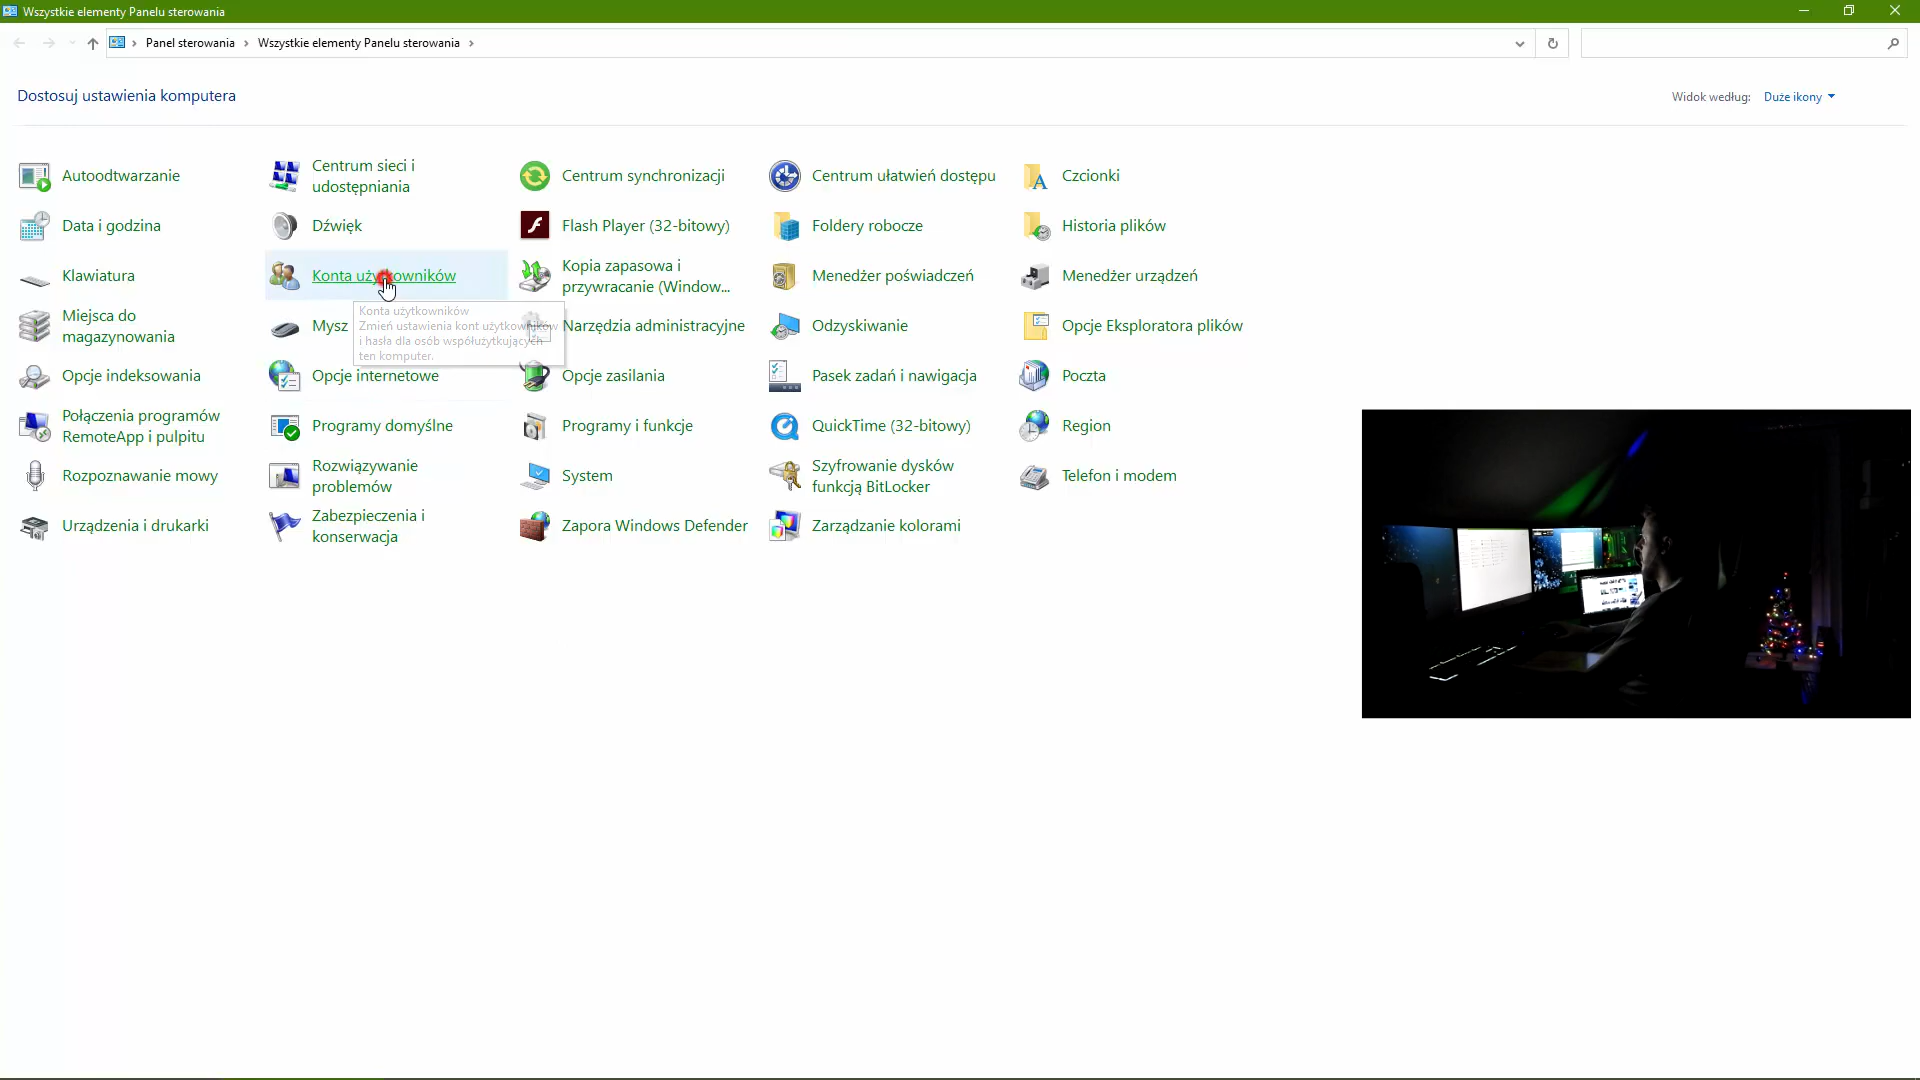 Wszystkie elementy Panelu sterowania
Panel sterowania
Wszystkie elementy Panelu sterowania
Dostosuj ustawienia komputera
Widok według:
Duże ikony
Autoodtwarzanie
Centrum sieci i
udostępniania
Centrum synchronizacji
Centrum ułatwień dostępu
Czcionki
Data i godzina
Dźwięk
Flash Player (32-bitowy)
Foldery robocze
Historia plików
Klawiatura
Konta użytkowników
Kopia zapasowa i
przywracanie (Window...
Menedżer poświadczeń
Menedżer urządzeń
Miejsca do
magazynowania
Mysz
Konta użytkowników
Zmień ustawienia kont użytkowników
i hasła dla osób współużytkujących
ten komputer.
Narzędzia administracyjne
Odzyskiwanie
Opcje Eksploratora plików
Opcje indeksowania
Opcje internetowe
Opcje zasilania
Pasek zadań i nawigacja
Poczta
Połączenia programów
RemoteApp i pulpitu
Programy domyślne
Programy i funkcje
QuickTime (32-bitowy)
Region
Rozpoznawanie mowy
Rozwiązywanie
problemów
System
Szyfrowanie dysków
funkcją BitLocker
Telefon i modem
Urządzenia i drukarki
Zabezpieczenia i
konserwacja
Zapora Windows Defender
Zarządzanie kolorami